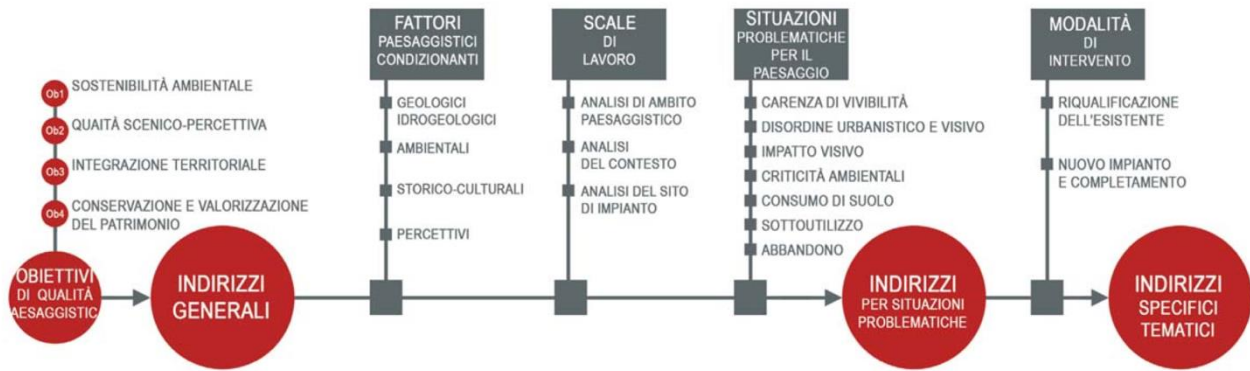 Ob1
SOSTENIBILITÀ AMBIENTALE
Ob2
QUAITÀ SCENICO-PERCETTIVA
Ob3
INTEGRAZIONE TERRITORIALE
Ob4
CONSERVAZIONE E VALORIZZAZIONE
DEL PATRIMONIO
OBIETTIVI
DI QUALITÀ
AESAGGISTIC
INDIRIZZI
GENERALI
FATTORI
PAESAGGISTICI
CONDIZIONANTI
GEOLOGICI
IDROGEOLOGICI
AMBIENTALI
STORICO-CULTURALI
PERCETTIVI
SCALE
DI
LAVORO
ANALISI DI AMBITO
PAESAGGISTICO
ANALISI
DEL CONTESTO
ANALISI DEL SITO
DI IMPIANTO
SITUAZIONI
PROBLEMATICHE
PER IL
PAESAGGIO
CARENZA DI VIVIBILITÀ
DISORDINE URBANISTICO E VISIVO
IMPATTO VISIVO
CRITICITÀ AMBIENTALI
CONSUMO DI SUOLO
SOTTOUTILIZZO
ABBANDONO
INDIRIZZI
PER SITUAZIONI
PROBLEMATICHE
MODALITÀ
DI
INTERVENTO
RIQUALIFICAZIONE
DELL'ESISTENTE
NUOVO IMPIANTO
E COMPLETAMENTO
INDIRIZZI
SPECIFICI
TEMATICI